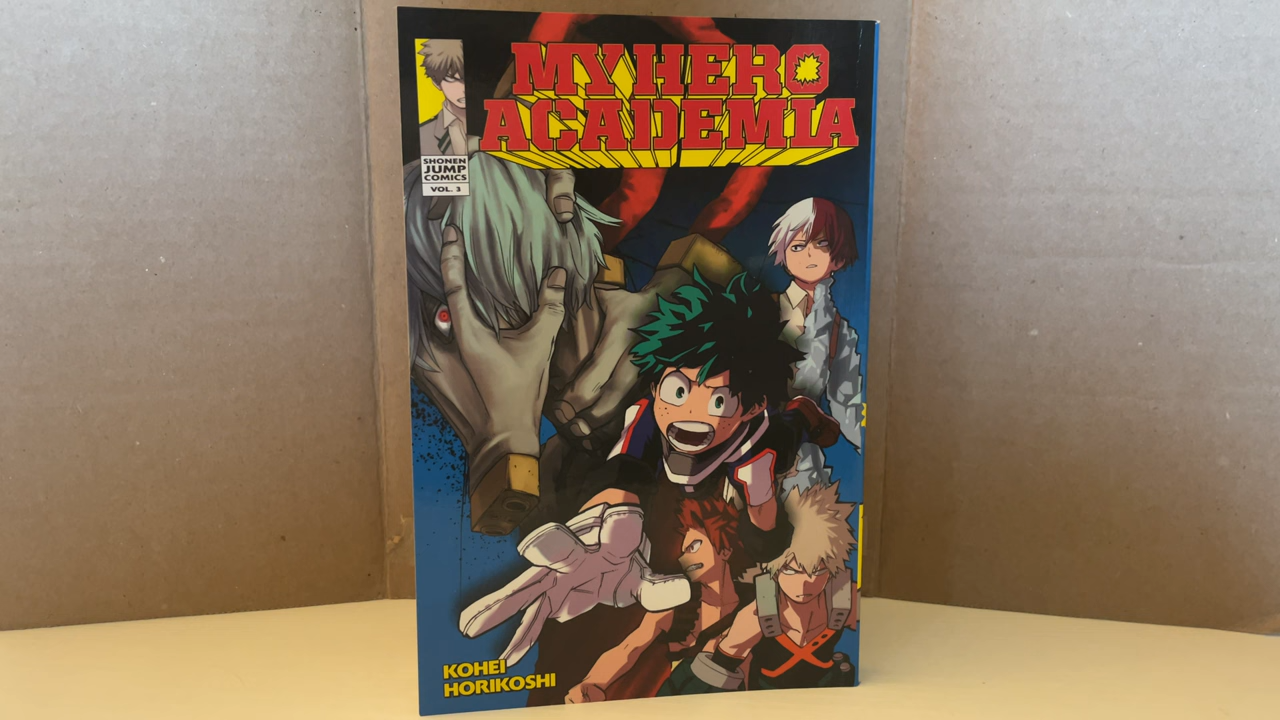 MY HERO
ACADEMIA
SHONEN
JUMP
COMICS
VOL. 3
KOHEI
HORIKOSHI